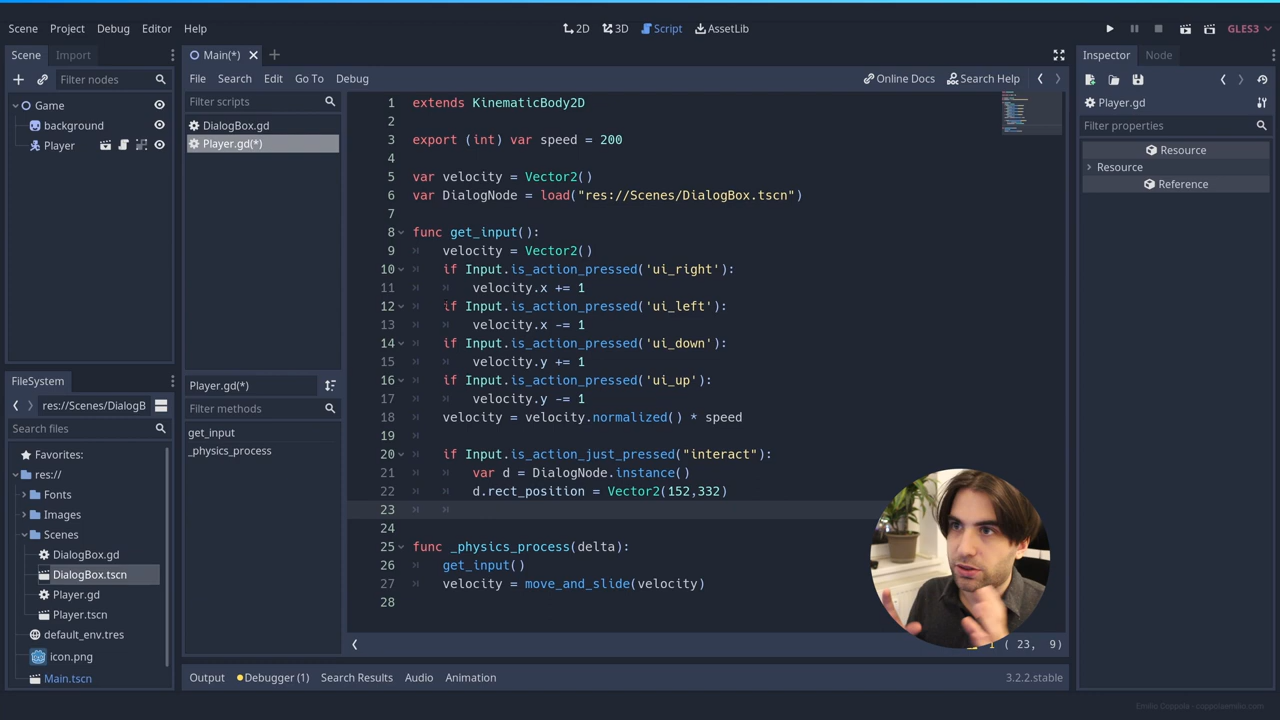 Scene Project Debug Editor Help
2D 3D Script AssetLib
GLES3
Scene Import
Filter nodes
Game
background
Player
Main(*)
File Search Edit Go To Debug
Online Docs Search Help
Filter scripts
DialogBox.gd
Player.gd(*)
Player.gd(*)
Filter methods
get_input
_physics_process
1 extends KinematicBody2D
2
3 export (int) var speed = 200
4
5 var velocity = Vector2()
6 var DialogNode = load("res://Scenes/DialogBox.tscn")
7
8 func get_input():
9 velocity = Vector2()
10 if Input.is_action_pressed('ui_right'):
11 velocity.x += 1
12 if Input.is_action_pressed('ui_left'):
13 velocity.x -= 1
14 if Input.is_action_pressed('ui_down'):
15 velocity.y += 1
16 if Input.is_action_pressed('ui_up'):
17 velocity.y -= 1
18 velocity = velocity.normalized() * speed
19
20 if Input.is_action_just_pressed("interact"):
21 var d = DialogNode.instance()
22 d.rect_position = Vector2(152,332)
23
24
25 func _physics_process(delta):
26 get_input()
27 velocity = move_and_slide(velocity)
28
1 ( 23, 9)
FileSystem
res://Scenes/DialogB
Search files
Favorites:
res://
Fonts
Images
Scenes
DialogBox.gd
DialogBox.tscn
Player.gd
Player.tscn
default_env.tres
icon.png
Main.tscn
Output Debugger (1) Search Results Audio Animation
3.2.2.stable
Inspector Node
Player.gd
Filter properties
Resource
Resource
Reference
Emilio Coppola - coppolaemilio.com